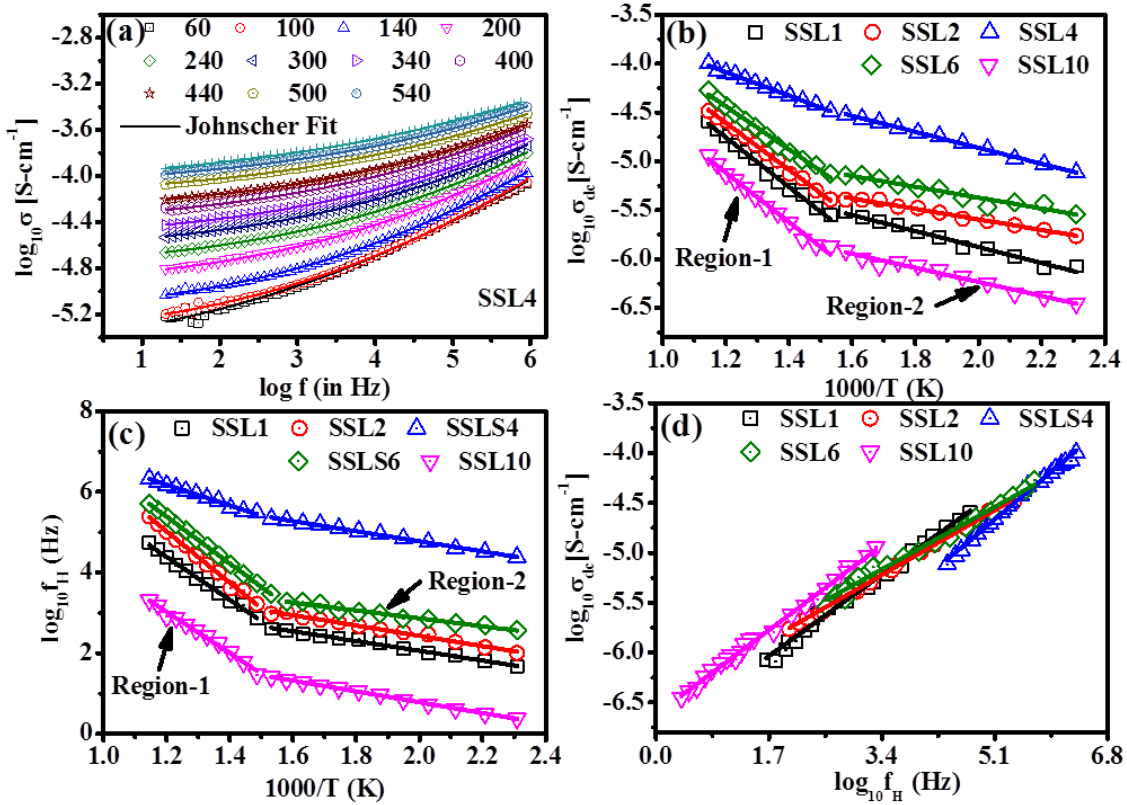 (a)
60 100 140 200
240 300 340 400
440 500 540
Johnscher Fit
SSL4
log₁₀ σ [S-cm⁻¹]
-2.8
-3.2
-3.6
-4.0
-4.4
-4.8
-5.2
1 2 3 4 5 6
log f (in Hz)
(b)
SSL1 SSL2 SSL4
SSL6 SSL10
Region-1
Region-2
log₁₀ σdc [S-cm⁻¹]
-3.5
-4.0
-4.5
-5.0
-5.5
-6.0
-6.5
1.0 1.2 1.4 1.6 1.8 2.0 2.2 2.4
1000/T (K)
(c)
SSL1 SSL2 SSLS4
SSLS6 SSL10
Region-2
Region-1
log₁₀ fH (Hz)
8
6
4
2
0
1.0 1.2 1.4 1.6 1.8 2.0 2.2 2.4
1000/T (K)
(d)
SSL1 SSL2 SSLS4
SSL6 SSL10
log₁₀ σdc [S-cm⁻¹]
-3.5
-4.0
-4.5
-5.0
-5.5
-6.0
-6.5
0.0 1.7 3.4 5.1 6.8
log₁₀ fH (Hz)